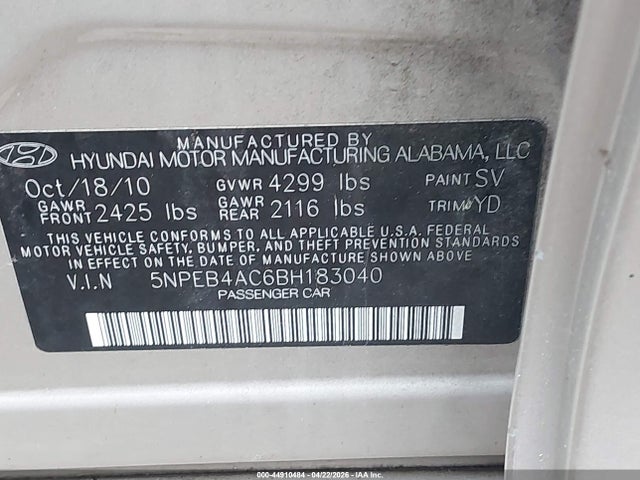 MANUFACTURED BY
HYUNDAI MOTOR MANUFACTURING ALABAMA, LLC
Oct/18/10 GVWR 4299 lbs PAINT SV
GAWR FRONT 2425 lbs GAWR REAR 2116 lbs TRIM YD
THIS VEHICLE CONFORMS TO ALL APPLICABLE U.S.A. FEDERAL
MOTOR VEHICLE SAFETY, BUMPER, AND THEFT PREVENTION
STANDARDS IN EFFECT ON THE DATE OF MANUFACTURE SHOWN ABOVE
V.I.N 5NPEB4AC6BH183040
PASSENGER CAR
000-44910484 - 04/22/2026 - IAA Inc.